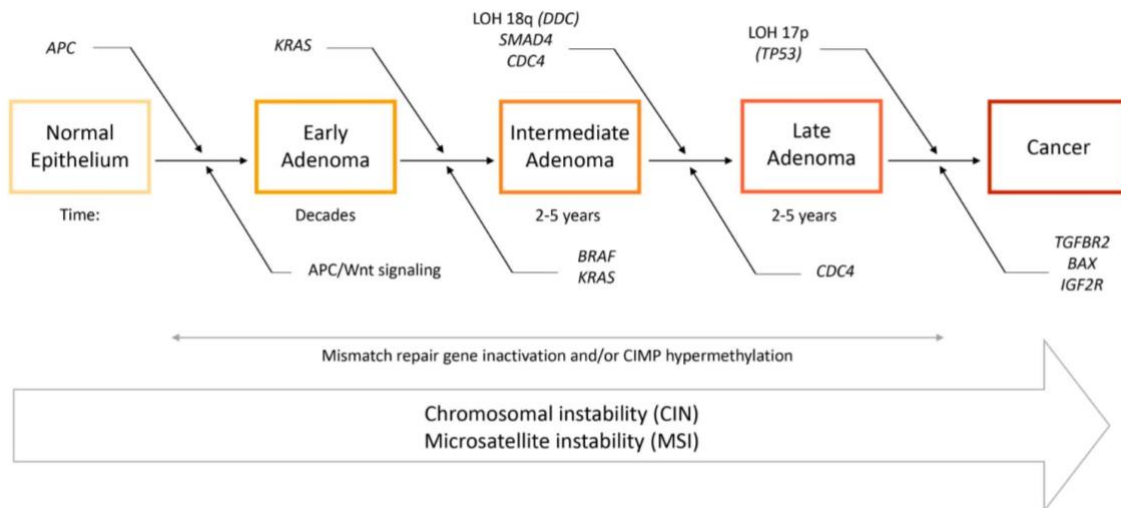 LOH 18q (DDC)
SMAD4
CDC4
LOH 17p
(TP53)
APC
KRAS
Normal
Epithelium
Early
Adenoma
Intermediate
Adenoma
Late
Adenoma
Cancer
Time:
Decades
2-5 years
2-5 years
APC/Wnt signaling
BRAF
KRAS
CDC4
TGFBR2
BAX
IGF2R
Mismatch repair gene inactivation and/or CIMP hypermethylation
Chromosomal instability (CIN)
Microsatellite instability (MSI)